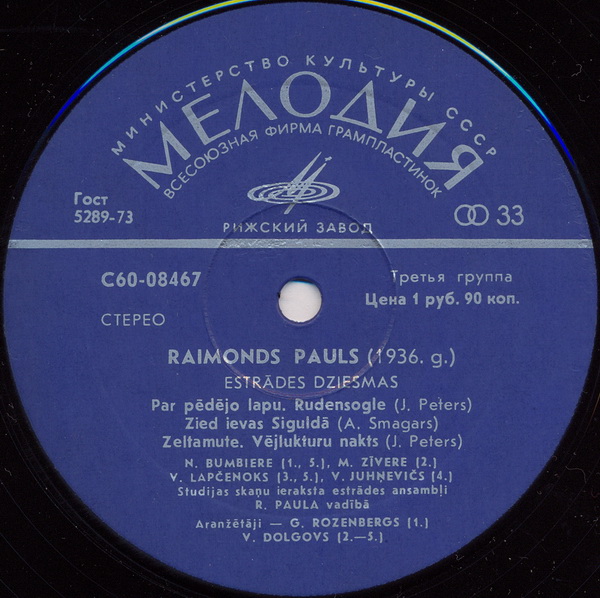 МИНИСТЕРСТВО КУЛЬТУРЫ СССР
МЕЛОДИЯ
ВСЕСОЮЗНАЯ ФИРМА ГРАМПЛАСТИНОК
Гост
5289-73
33
РИЖСКИЙ ЗАВОД
С60-08467
Третья группа
Цена 1 руб. 90 коп.
СТЕРЕО
RAIMONDS PAULS (1936. g.)
ESTRĀDES DZIESMAS
Par pēdējo lapu. Rudensogle (J. Peters)
Zied ievas Siguldā (A. Smagars)
Zeltamute. Vējlukturu nakts (J. Peters)
N. BUMBIERE (1., 5.), M. ZĪVERE (2.)
V. LAPČENOKS (3., 5.), V. JUHŅEVIČS (4.)
Studijas skaņu ieraksta estrādes ansambļi
R. PAULA vadībā
Aranžētāji — G. ROZENBERGS (1.)
V. DOLGOVS (2.—5.)